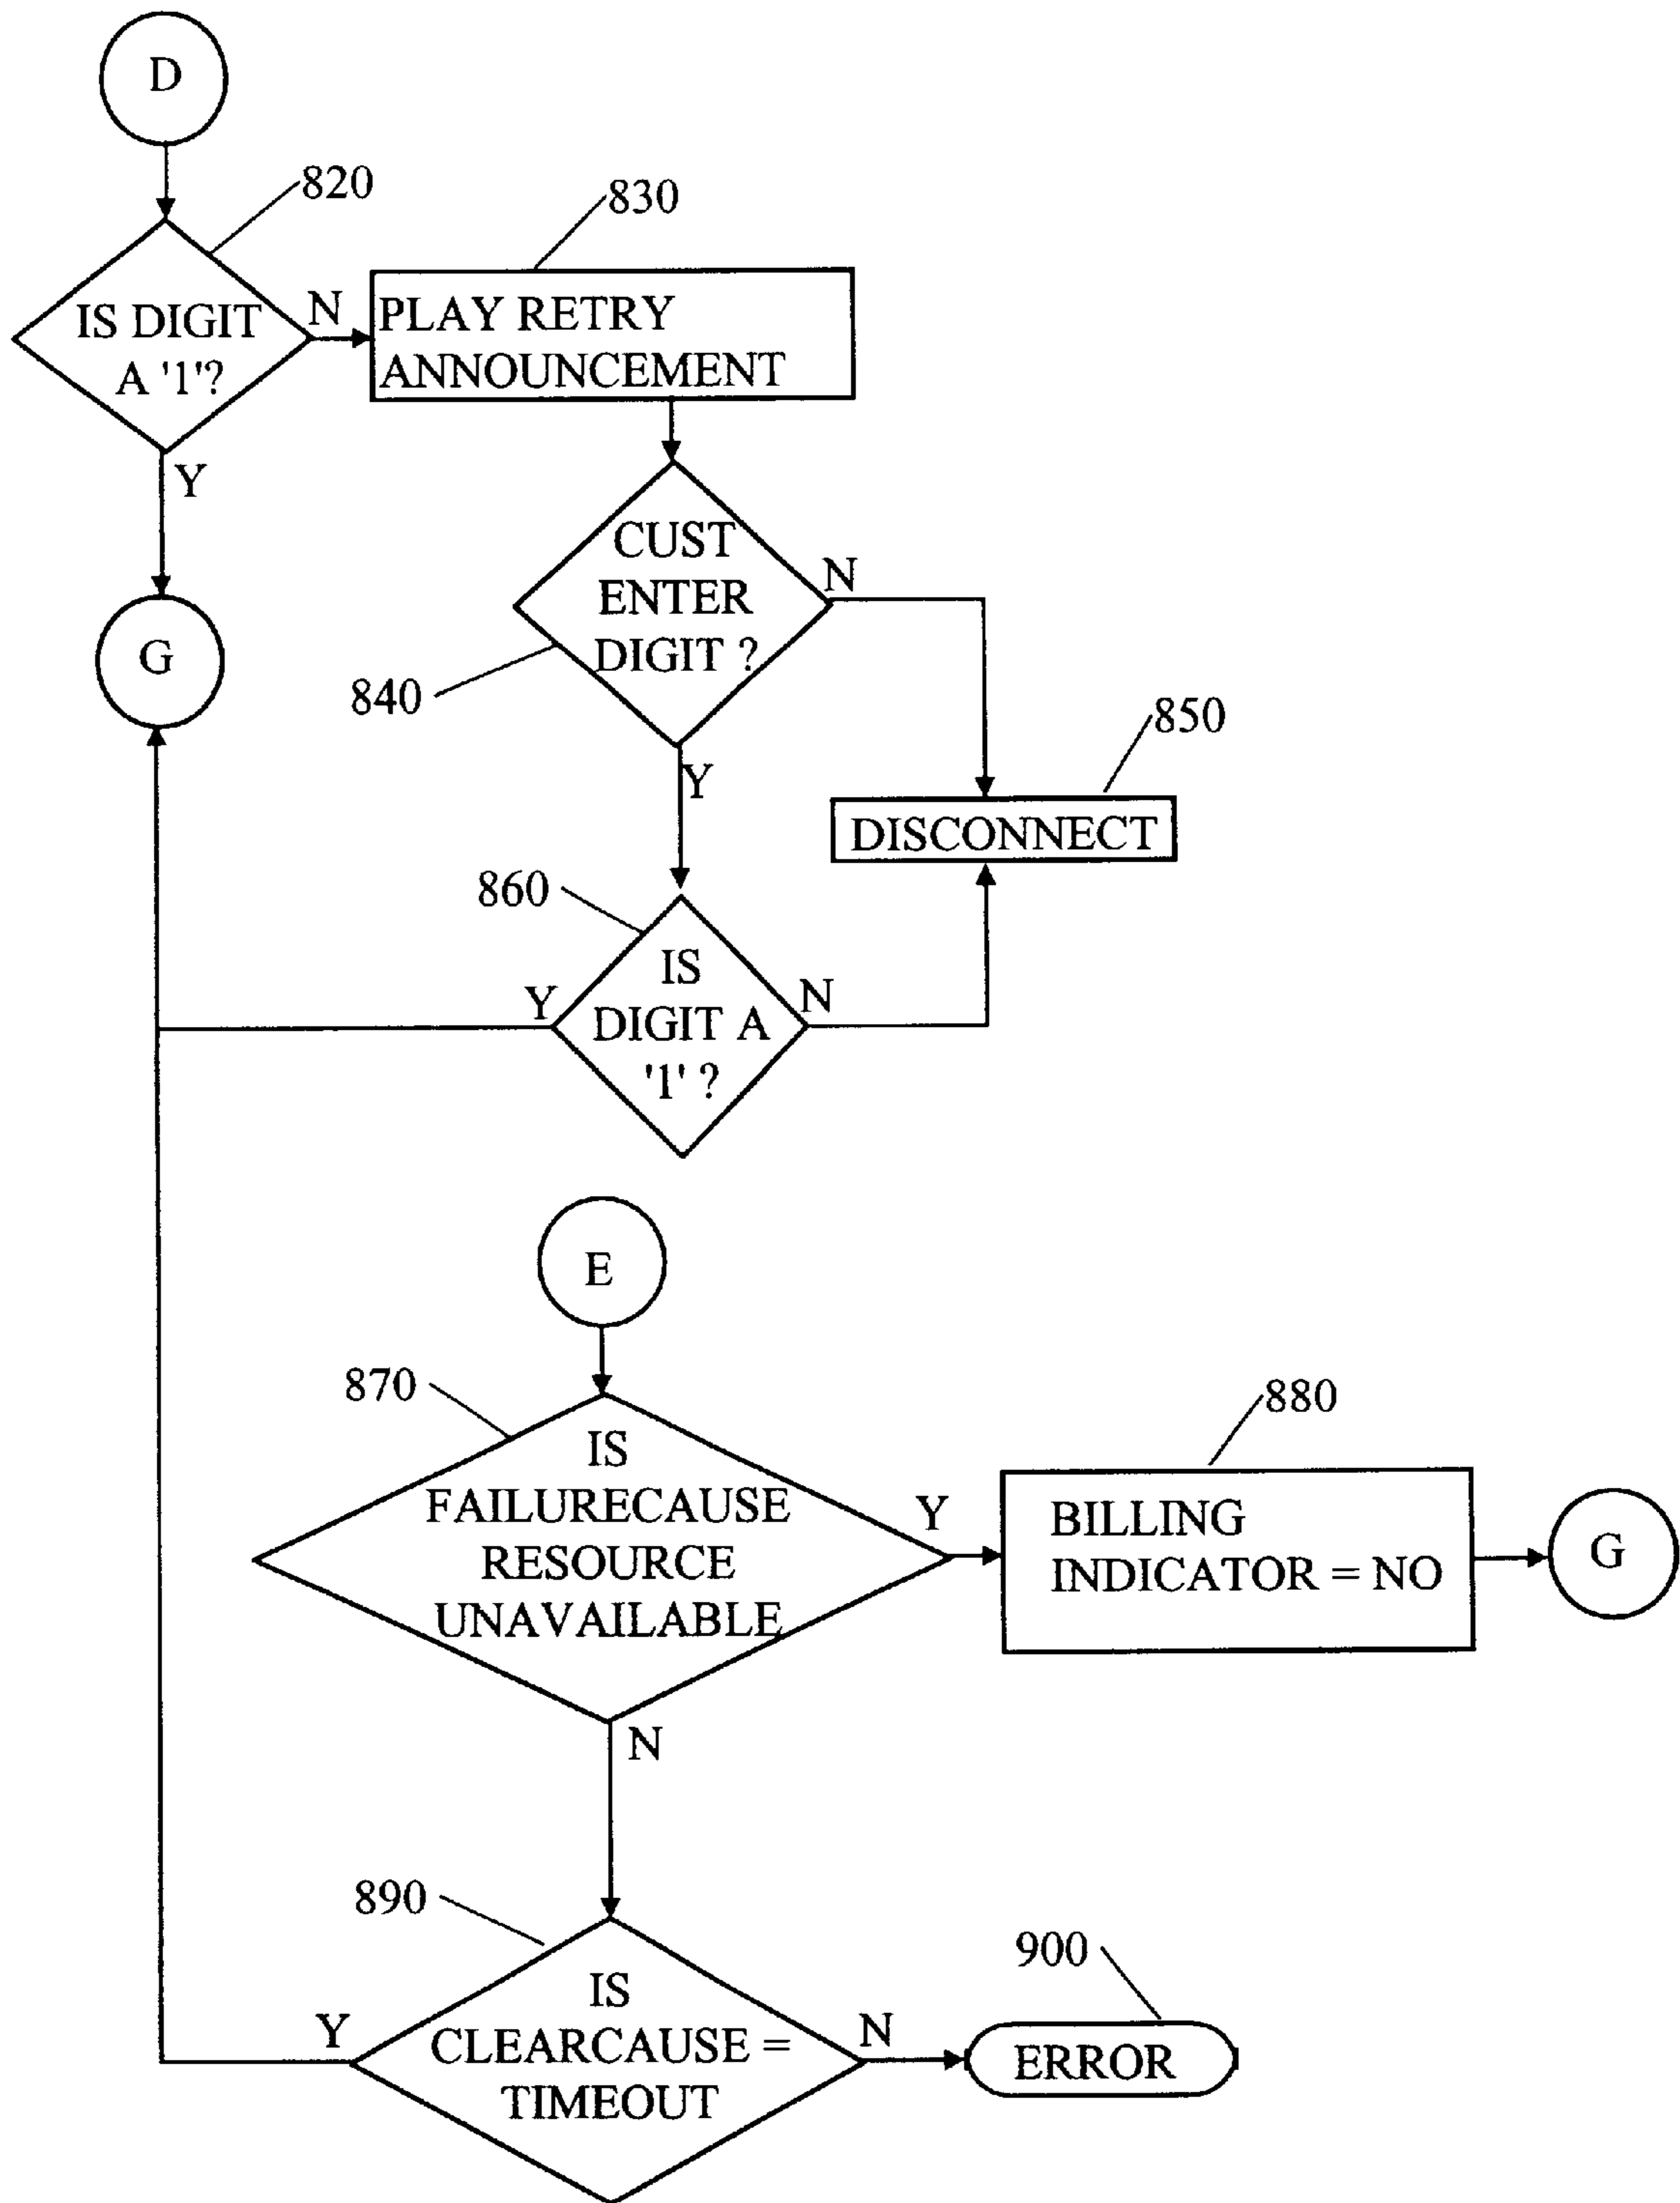 D
820
830
IS DIGIT
A '1'?
N
PLAY RETRY
ANNOUNCEMENT
Y
G
CUST
ENTER
DIGIT ?
N
840
Y
850
DISCONNECT
860
IS
DIGIT A
'1' ?
Y
N
E
870
880
IS
FAILURECAUSE
RESOURCE
UNAVAILABLE
Y
BILLING
INDICATOR = NO
G
N
890
900
IS
CLEARCAUSE =
TIMEOUT
Y
N
ERROR